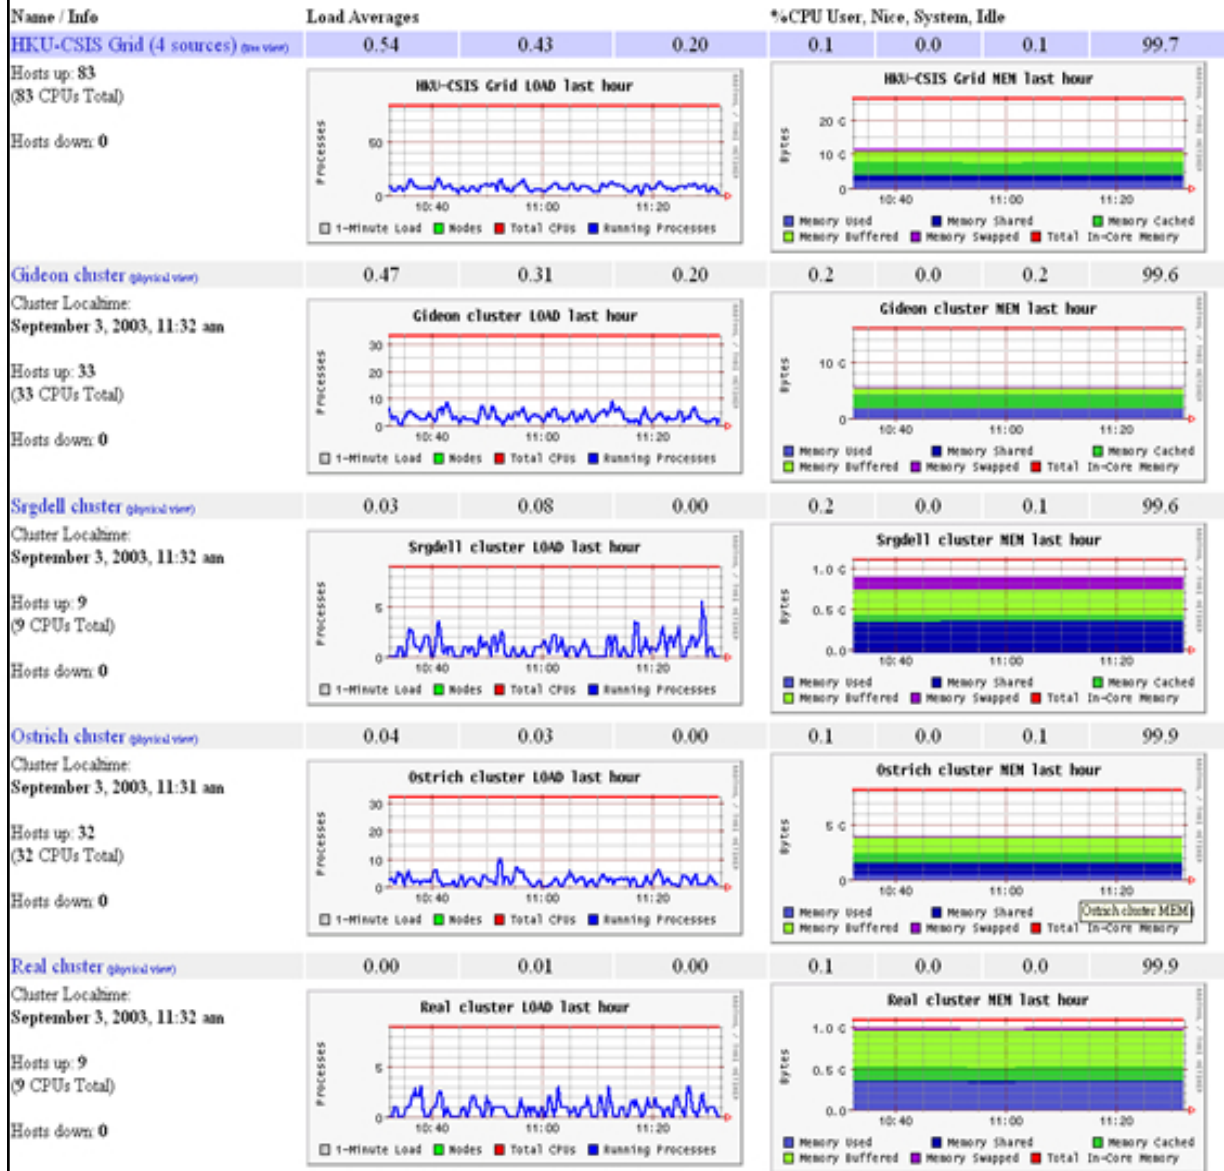 Name / Info Load Averages %CPU User, Nice, System, Idle
HKU-CSIS Grid (4 sources) (tree view) 0.54 0.43 0.20 0.1 0.0 0.1 99.7
Hosts up: 83
(83 CPUs Total)
Hosts down: 0
HKU-CSIS Grid LOAD last hour
Processes
50
0
10:40 11:00 11:20
1-Minute Load Nodes Total CPUs Running Processes
HKU-CSIS Grid MEM last hour
Bytes
20 G
10 G
0
10:40 11:00 11:20
Memory Used Memory Shared Memory Cached
Memory Buffered Memory Swapped Total In-Core Memory
Gideon cluster (physical view) 0.47 0.31 0.20 0.2 0.0 0.2 99.6
Cluster Localtime:
September 3, 2003, 11:32 am
Hosts up: 33
(33 CPUs Total)
Hosts down: 0
Gideon cluster LOAD last hour
Processes
30
20
10
0
10:40 11:00 11:20
1-Minute Load Nodes Total CPUs Running Processes
Gideon cluster MEM last hour
Bytes
10 G
0
10:40 11:00 11:20
Memory Used Memory Shared Memory Cached
Memory Buffered Memory Swapped Total In-Core Memory
Srgdell cluster (physical view) 0.03 0.08 0.00 0.2 0.0 0.1 99.6
Cluster Localtime:
September 3, 2003, 11:32 am
Hosts up: 9
(9 CPUs Total)
Hosts down: 0
Srgdell cluster LOAD last hour
Processes
5
0
10:40 11:00 11:20
1-Minute Load Nodes Total CPUs Running Processes
Srgdell cluster MEM last hour
Bytes
1.0 G
0.5 G
0.0
10:40 11:00 11:20
Memory Used Memory Shared Memory Cached
Memory Buffered Memory Swapped Total In-Core Memory
Ostrich cluster (physical view) 0.04 0.03 0.00 0.1 0.0 0.1 99.9
Cluster Localtime:
September 3, 2003, 11:31 am
Hosts up: 32
(32 CPUs Total)
Hosts down: 0
Ostrich cluster LOAD last hour
Processes
30
20
10
0
10:40 11:00 11:20
1-Minute Load Nodes Total CPUs Running Processes
Ostrich cluster MEM last hour
Bytes
5 G
0
10:40 11:00 11:20
Memory Used Memory Shared Ostrich cluster MEM
Memory Buffered Memory Swapped Total In-Core Memory
Real cluster (physical view) 0.00 0.01 0.00 0.1 0.0 0.0 99.9
Cluster Localtime:
September 3, 2003, 11:32 am
Hosts up: 9
(9 CPUs Total)
Hosts down: 0
Real cluster LOAD last hour
Processes
5
0
10:40 11:00 11:20
1-Minute Load Nodes Total CPUs Running Processes
Real cluster MEM last hour
Bytes
1.0 G
0.5 G
0.0
10:40 11:00 11:20
Memory Used Memory Shared Memory Cached
Memory Buffered Memory Swapped Total In-Core Memory